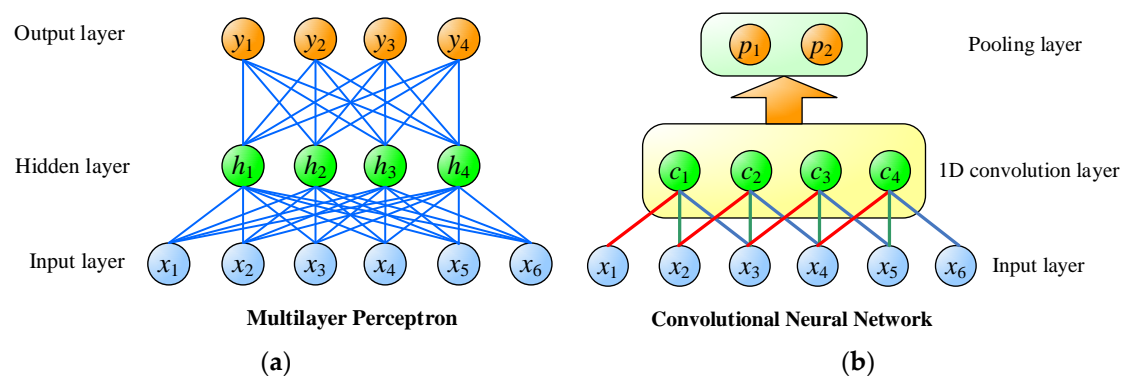 Output layer
y1 y2 y3 y4
Hidden layer
h1 h2 h3 h4
Input layer
x1 x2 x3 x4 x5 x6
Multilayer Perceptron
(a)
p1 p2
Pooling layer
c1 c2 c3 c4
1D convolution layer
x1 x2 x3 x4 x5 x6
Input layer
Convolutional Neural Network
(b)